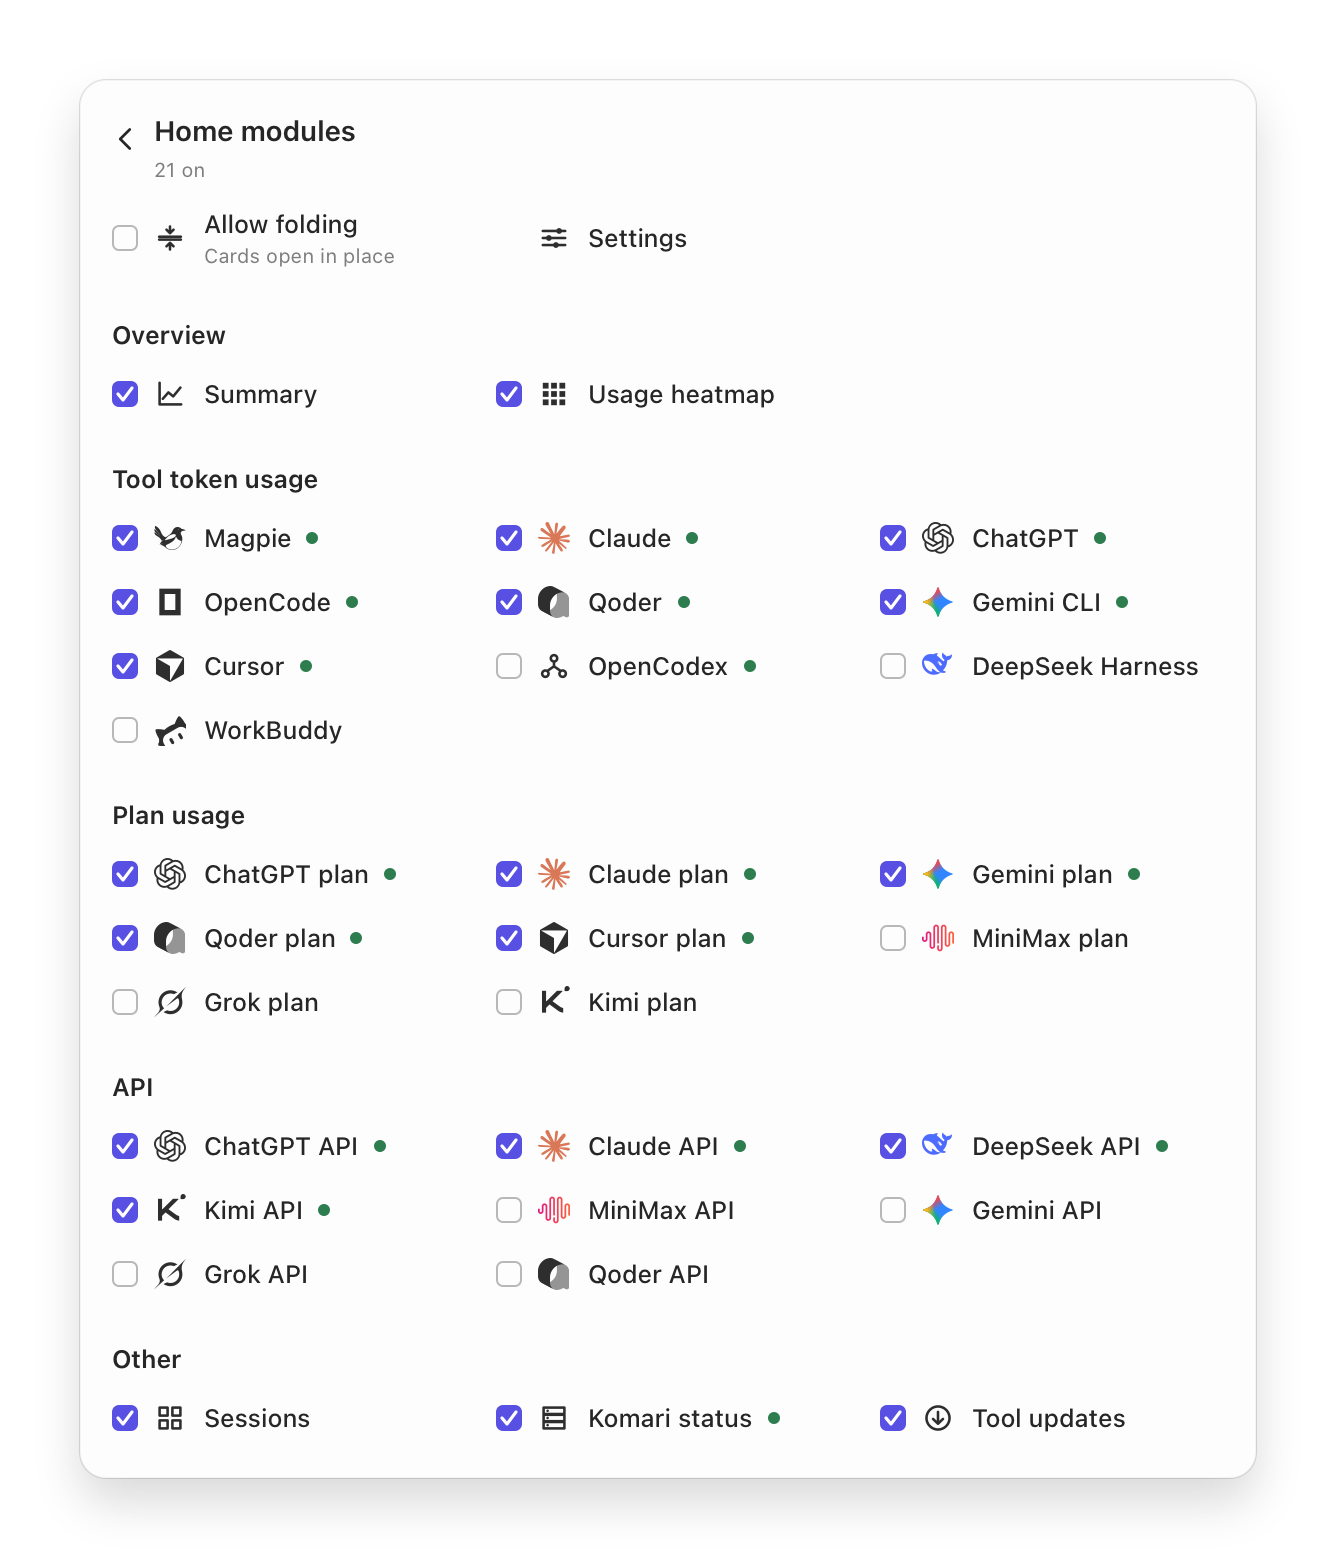 Home modules
21 on
Allow folding
Cards open in place
Settings
Overview
Summary
Usage heatmap
Tool token usage
Magpie
Claude
ChatGPT
OpenCode
Qoder
Gemini CLI
Cursor
OpenCodex
DeepSeek Harness
WorkBuddy
Plan usage
ChatGPT plan
Claude plan
Gemini plan
Qoder plan
Cursor plan
MiniMax plan
Grok plan
Kimi plan
API
ChatGPT API
Claude API
DeepSeek API
Kimi API
MiniMax API
Gemini API
Grok API
Qoder API
Other
Sessions
Komari status
Tool updates